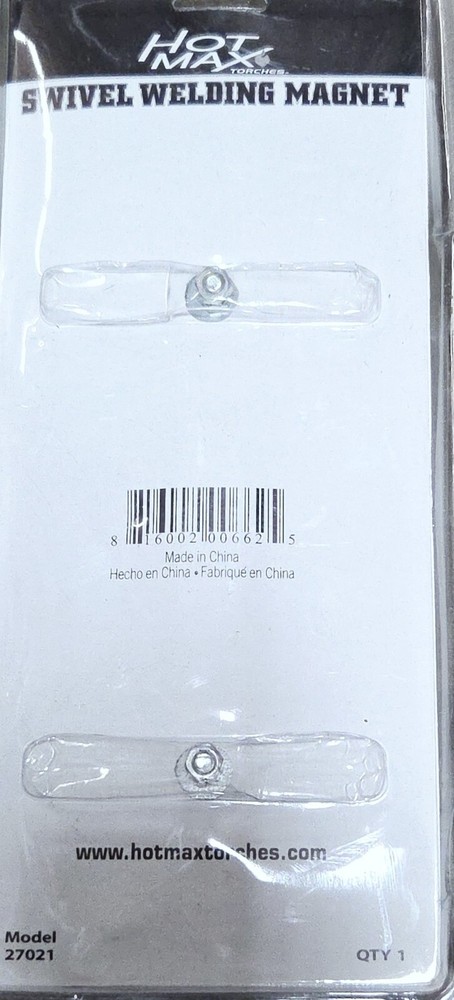 HOT
MAX
TORCHES™
SWIVEL WELDING MAGNET
8 16002 00662 5
Made in China
Hecho en China • Fabriqué en China
www.hotmaxtorches.com
Model
27021
QTY 1